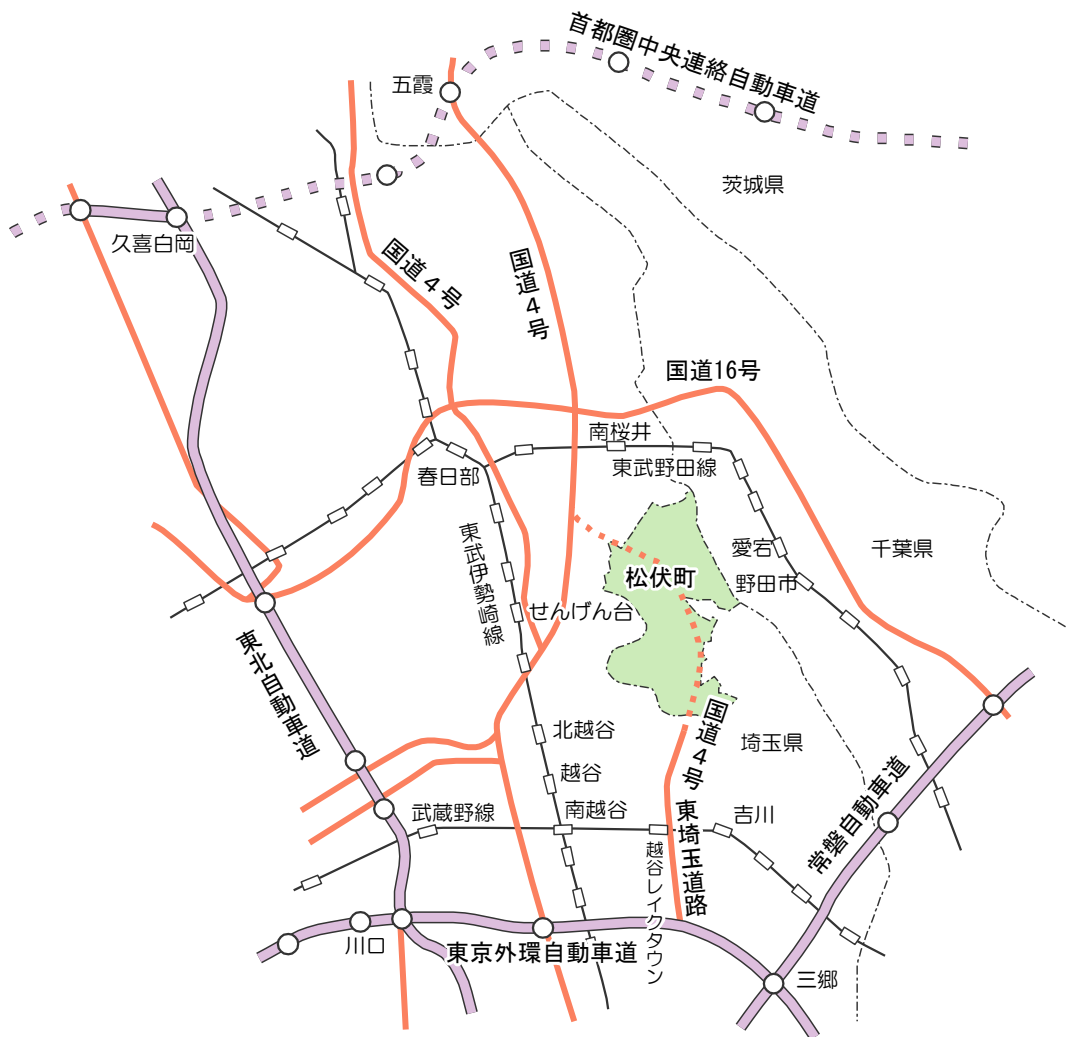 首都圏中央連絡自動車道
五霞
茨城県
久喜白岡
国道4号
国道4号
国道16号
南桜井
東武野田線
春日部
東武伊勢崎線
愛宕
千葉県
松伏町
野田市
せんげん台
東北自動車道
国道4号 東埼玉道路
北越谷
埼玉県
越谷
常磐自動車道
武蔵野線
南越谷
吉川
越谷レイクタウン
川口
東京外環自動車道
三郷